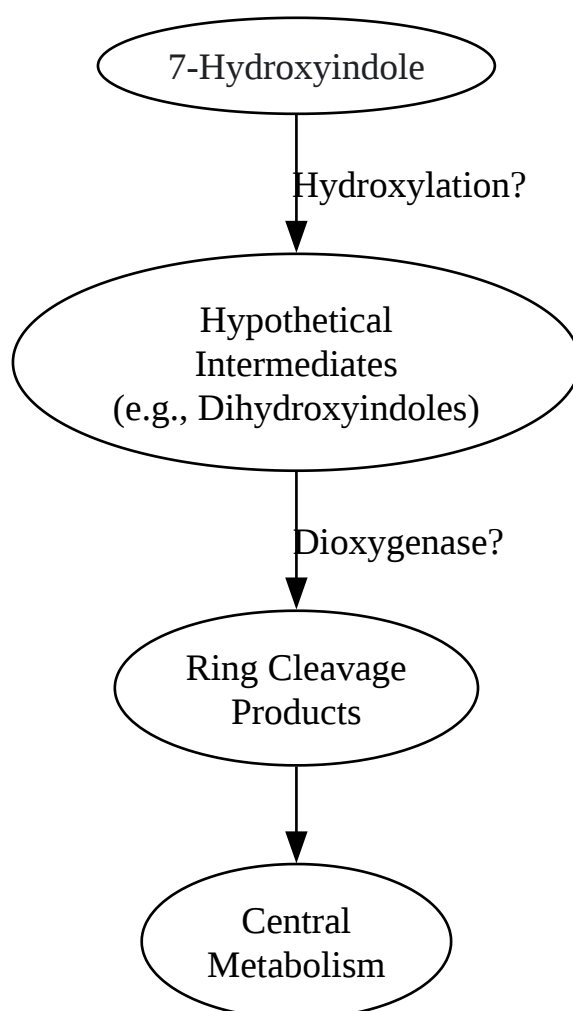 7-Hydroxyindole
Hydroxylation?
Hypothetical
Intermediates
(e.g., Dihydroxyindoles)
Dioxygenase?
Ring Cleavage
Products
Central
Metabolism